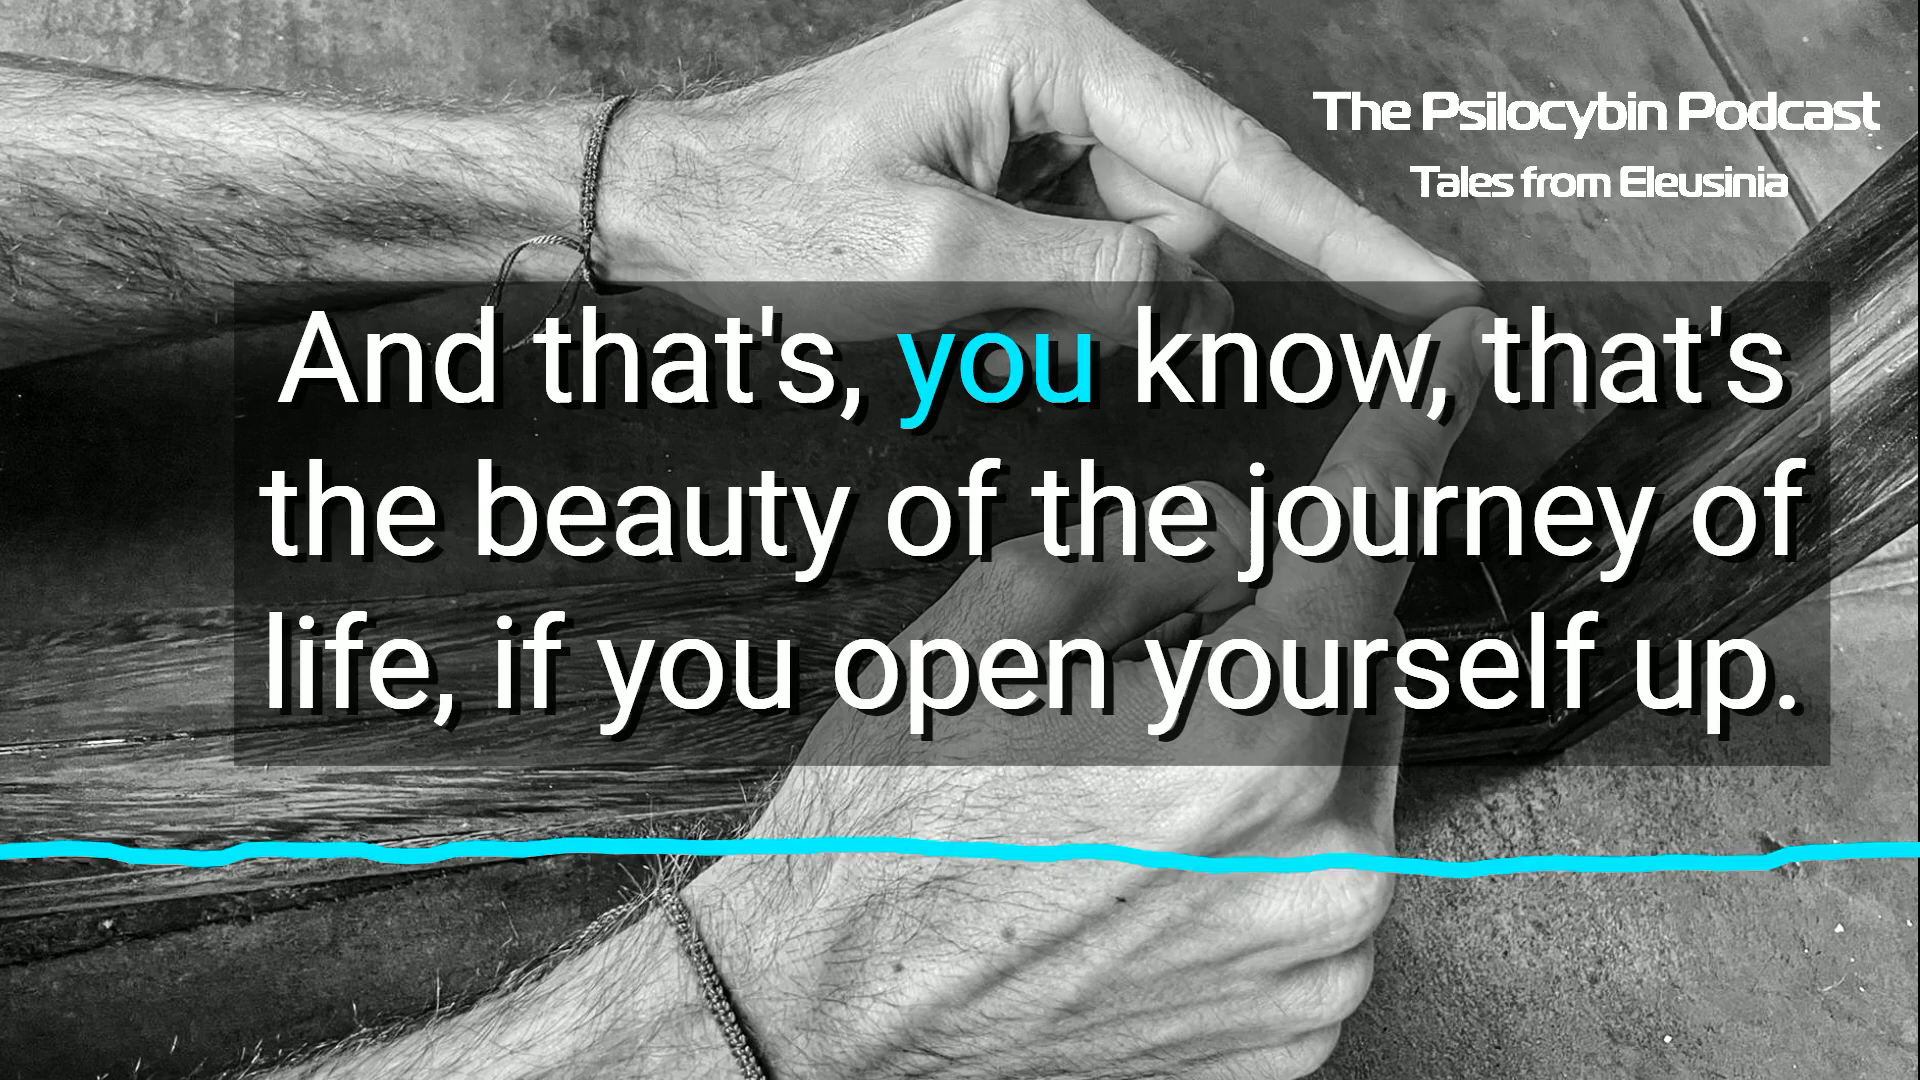 The Psilocybin Podcast
Tales from Eleusinia
And that's, you know, that's
the beauty of the journey of
life, if you open yourself up.